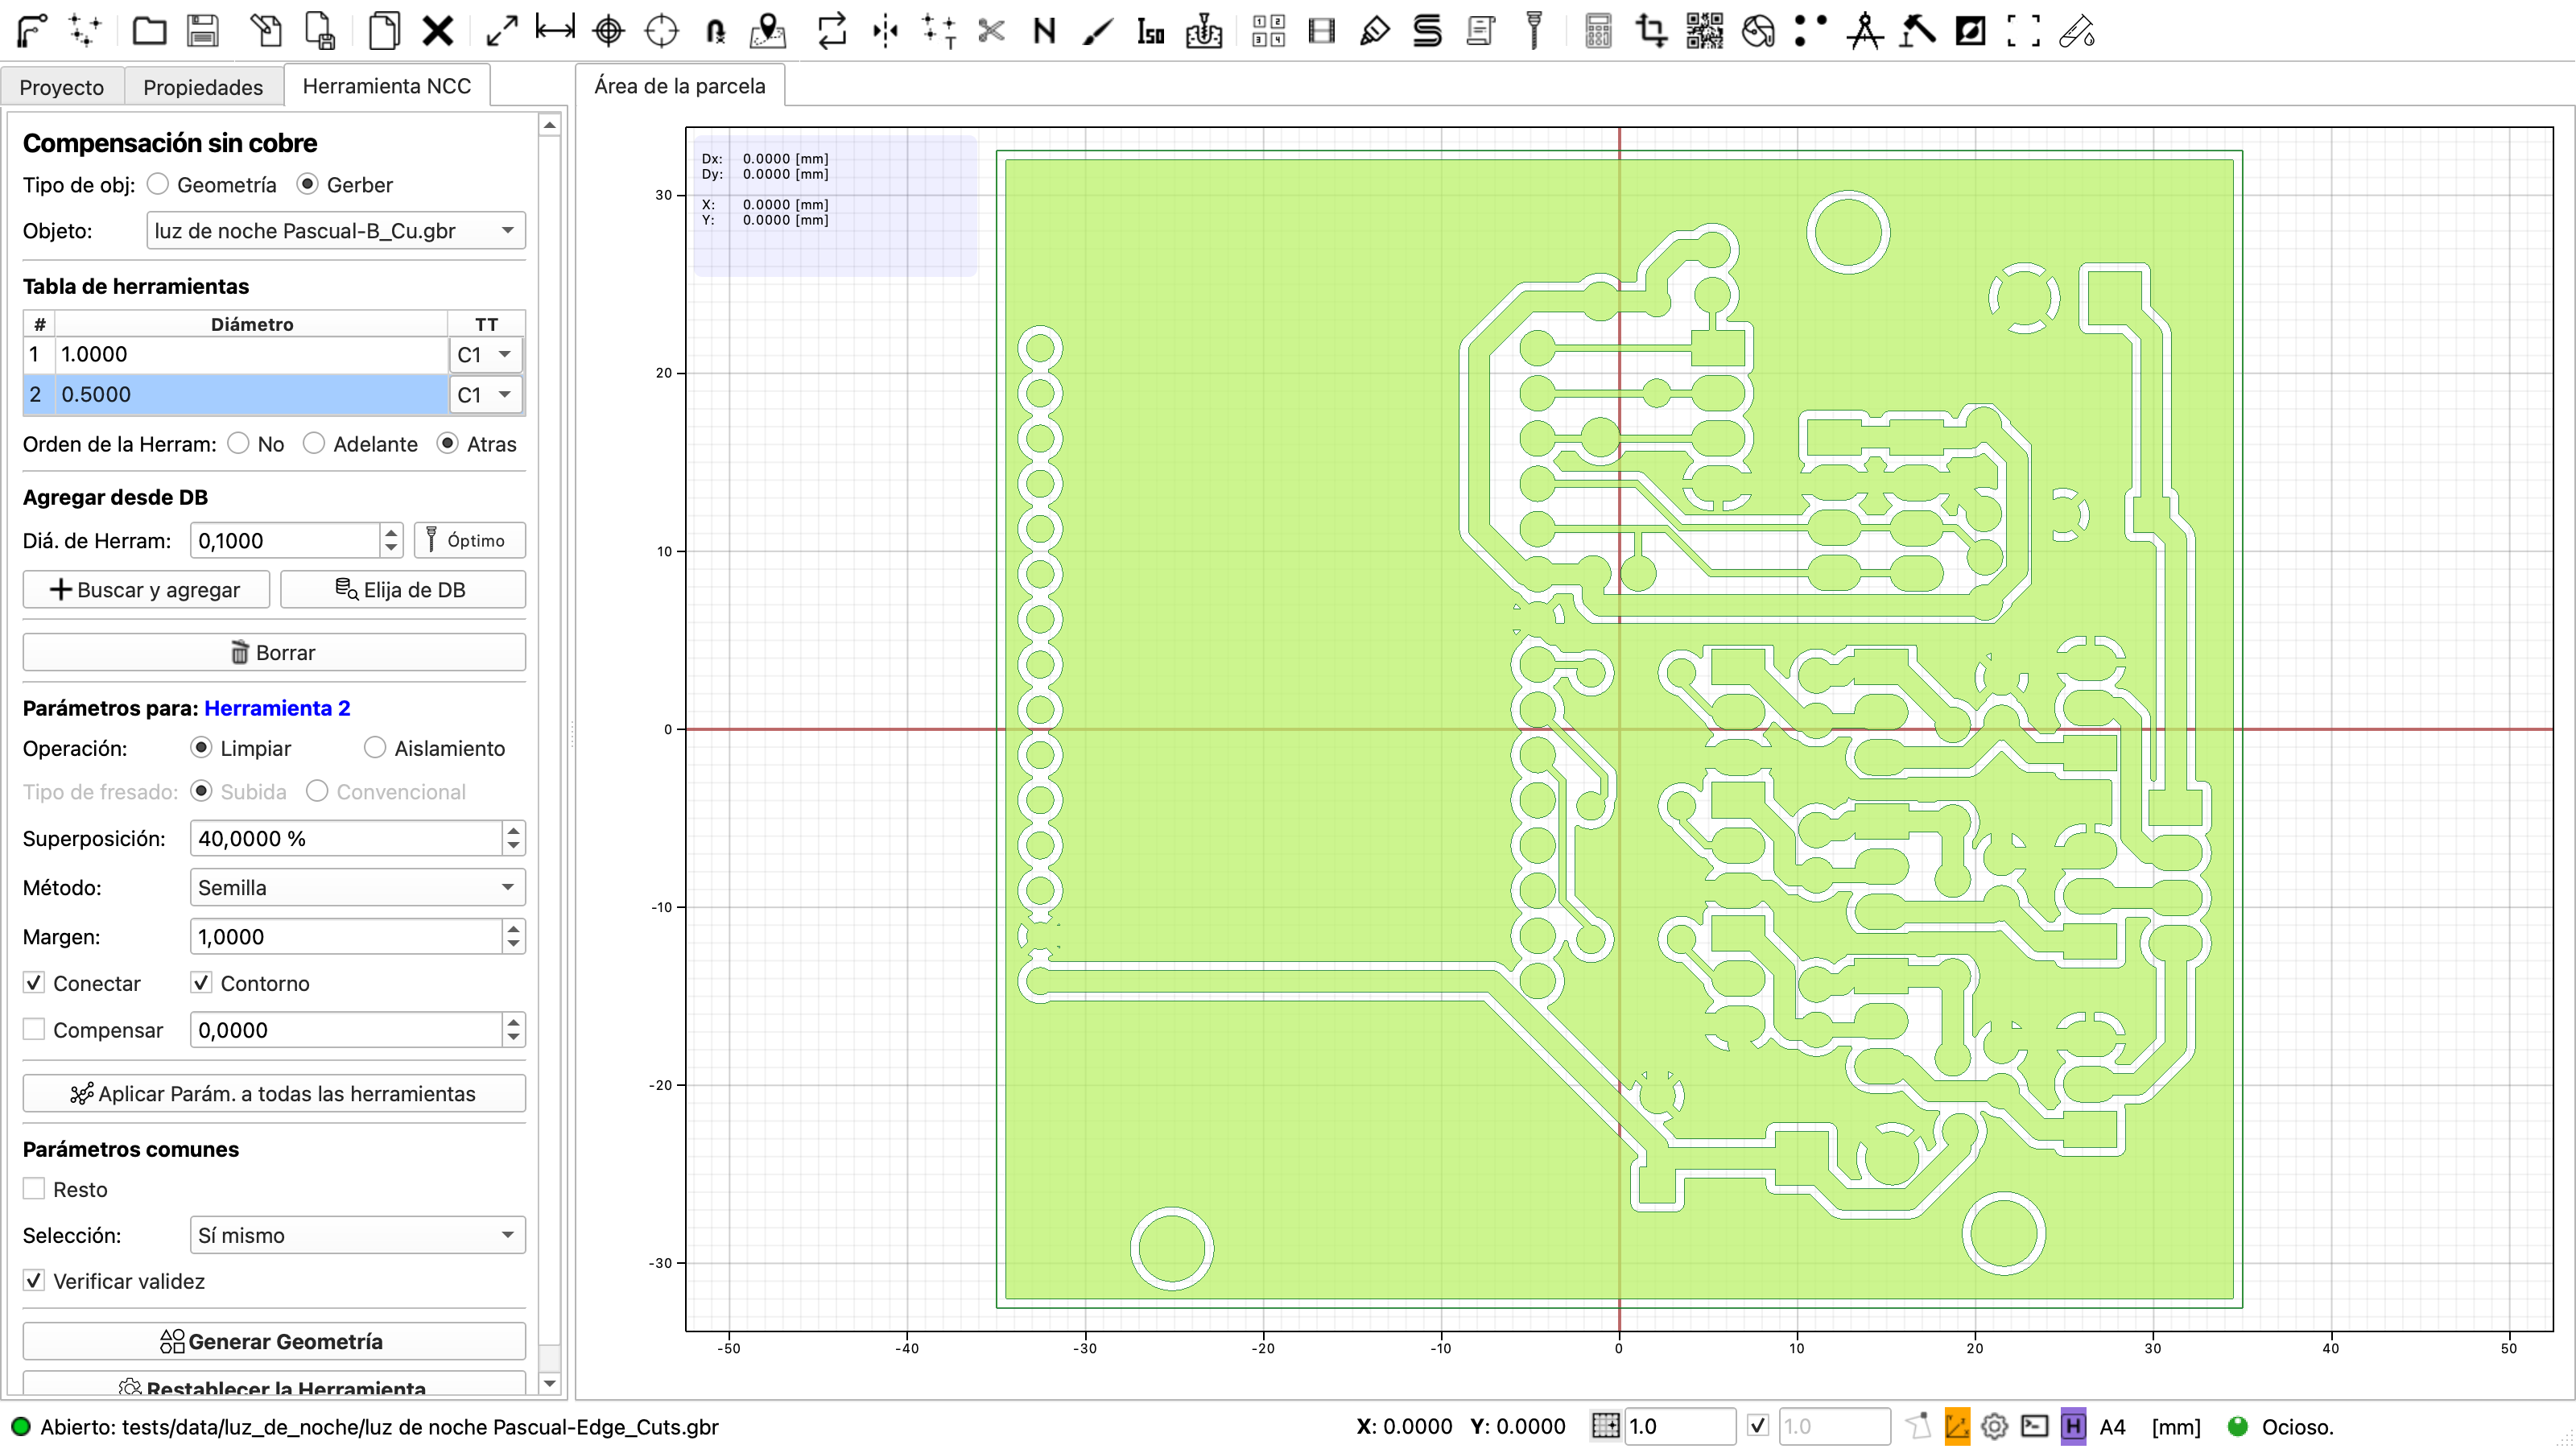 Iso
Proyecto
Propiedades
Herramienta NCC
Área de la parcela
Compensación sin cobre
Tipo de obj: Geometría Gerber
Objeto: luz de noche Pascual-B_Cu.gbr
Tabla de herramientas
# Diámetro TT
1 1.0000 C1
2 0.5000 C1
Orden de la Herram: No Adelante Atras
Agregar desde DB
Diá. de Herram: 0,1000 Óptimo
Buscar y agregar Elija de DB
Borrar
Parámetros para: Herramienta 2
Operación: Limpiar Aislamiento
Tipo de fresado: Subida Convencional
Superposición: 40,0000 %
Método: Semilla
Margen: 1,0000
Conectar Contorno
Compensar 0,0000
Aplicar Parám. a todas las herramientas
Parámetros comunes
Resto
Selección: Sí mismo
Verificar validez
Generar Geometría
Restablecer la Herramienta
Dx: 0.0000 [mm]
Dy: 0.0000 [mm]
X: 0.0000 [mm]
Y: 0.0000 [mm]
30
20
10
0
-10
-20
-30
-50 -40 -30 -20 -10 0 10 20 30 40 50
Abierto: tests/data/luz_de_noche/luz de noche Pascual-Edge_Cuts.gbr
X: 0.0000 Y: 0.0000 1.0 1.0 H A4 [mm] Ocioso.